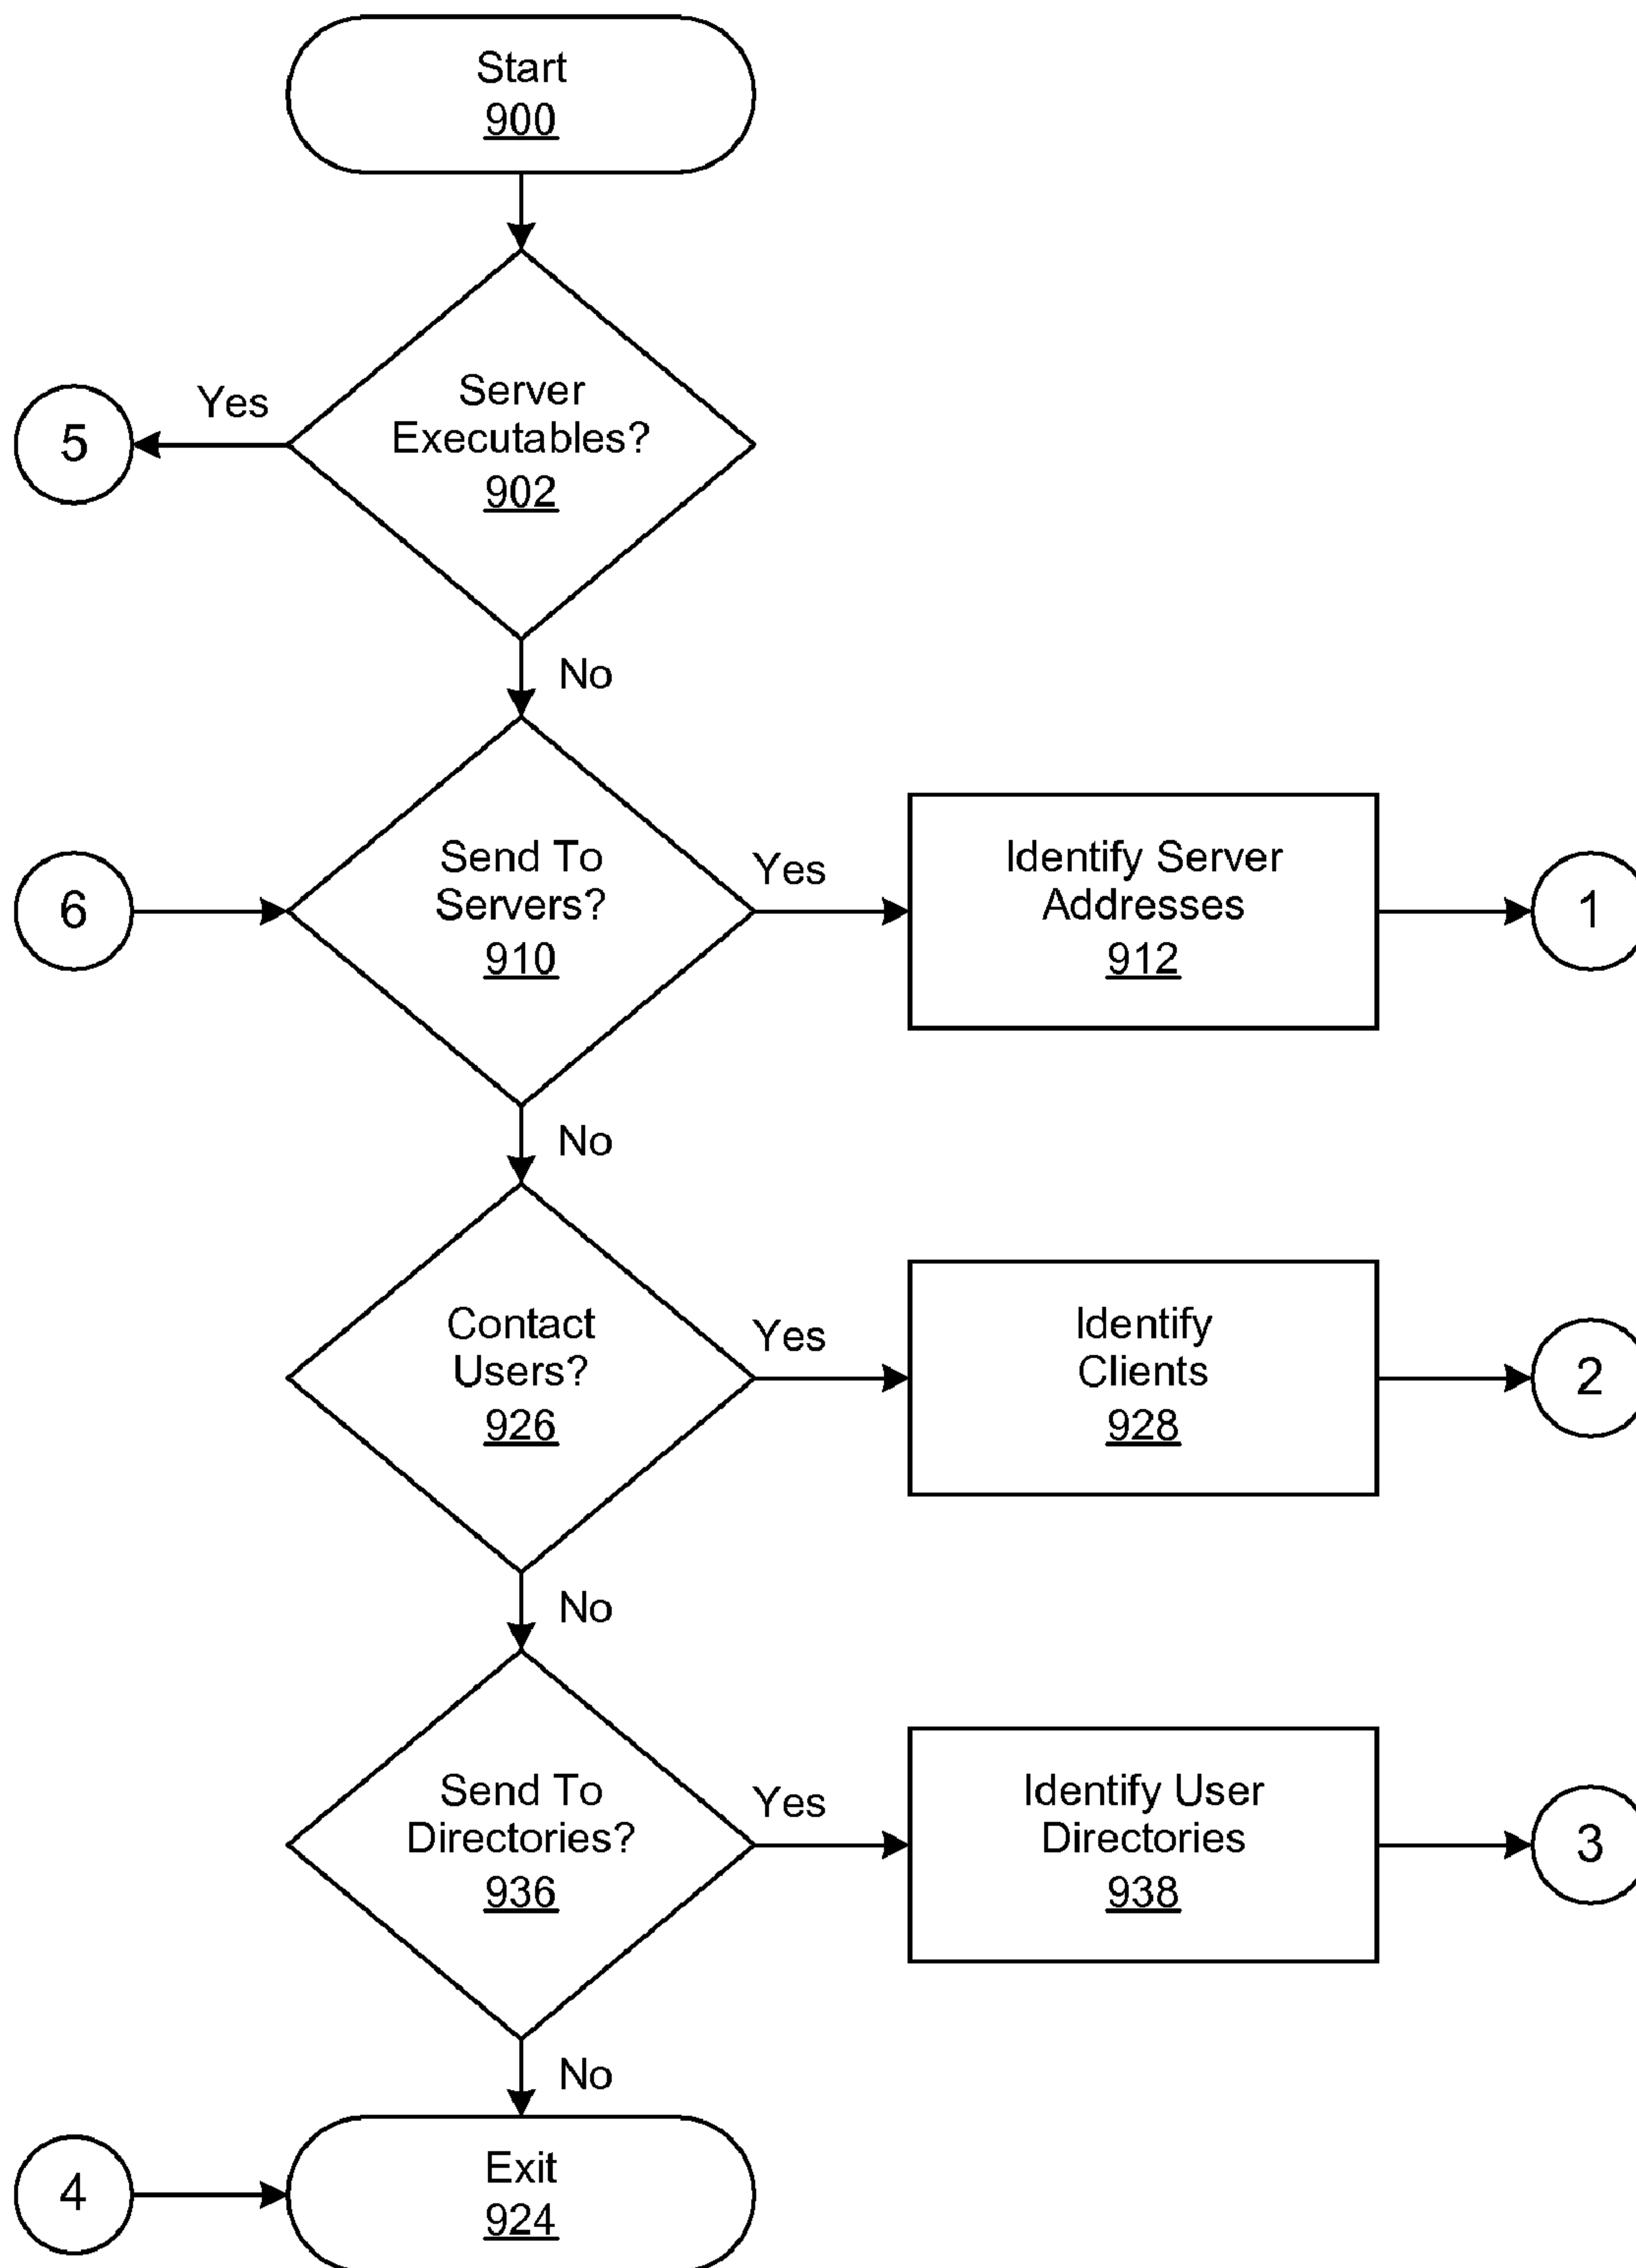 Start
900
Server
Executables?
902
Yes
5
No
Send To
Servers?
910
6
Yes
Identify Server
Addresses
912
1
No
Contact
Users?
926
Yes
Identify
Clients
928
2
No
Send To
Directories?
936
Yes
Identify User
Directories
938
3
No
Exit
924
4